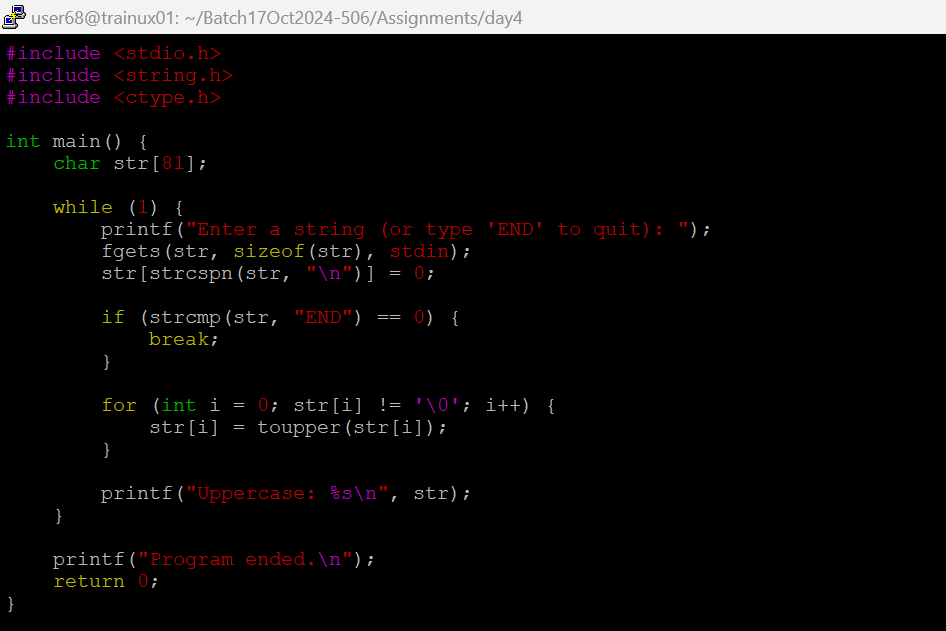 user68@trainux01: ~/Batch17Oct2024-506/Assignments/day4
#include <stdio.h>
#include <string.h>
#include <ctype.h>

int main() {
    char str[81];

    while (1) {
        printf("Enter a string (or type 'END' to quit): ");
        fgets(str, sizeof(str), stdin);
        str[strcspn(str, "\n")] = 0;

        if (strcmp(str, "END") == 0) {
            break;
        }

        for (int i = 0; str[i] != '\0'; i++) {
            str[i] = toupper(str[i]);
        }

        printf("Uppercase: %s\n", str);
    }

    printf("Program ended.\n");
    return 0;
}